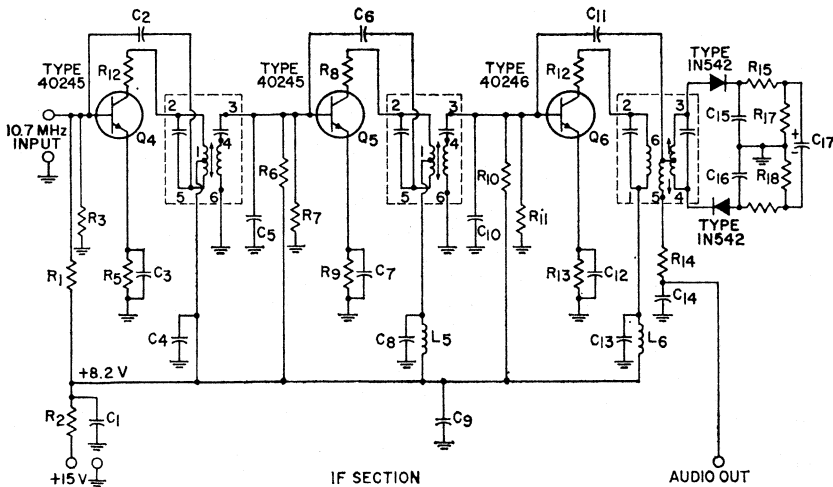 C2
C6
C11
TYPE
40245
R12
TYPE
40245
R8
TYPE
40246
R12
TYPE
1N542
R15
2
3
2
3
2
3
6
10.7 MHz
INPUT
Q4
1
4
Q5
1
4
Q6
C15
R17
+
-
C17
C16
R18
5
6
5
6
1
5
4
R3
R6
R7
R10
R11
TYPE
1N542
C5
C10
R1
R5
C3
R9
C7
R13
C12
R14
C14
C4
C8
L5
C13
L6
+8.2 V
R2
C1
C9
+15 V
IF SECTION
AUDIO OUT